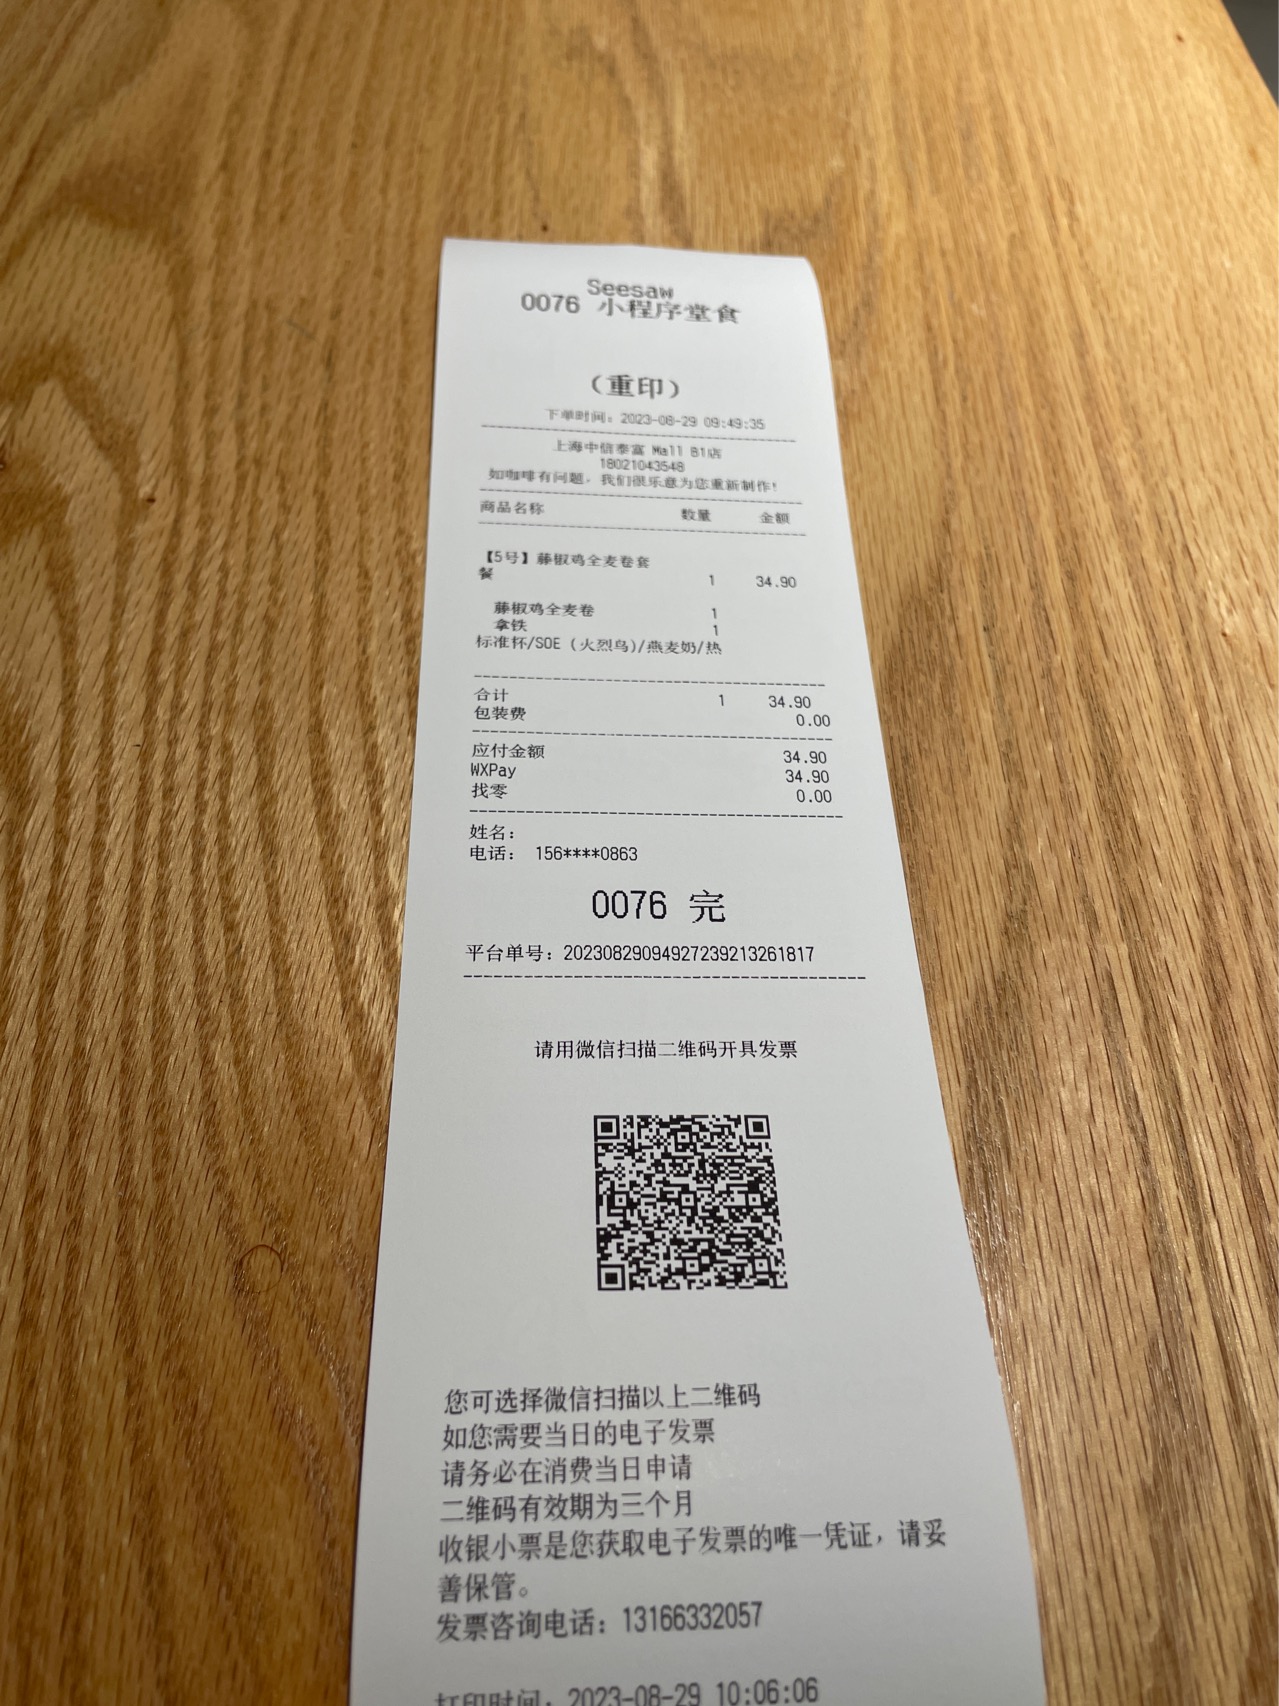 Seesaw
0076 小程序堂食
（重印）
下单时间：2023-08-29 09:49:35
上海中信泰富 Mall B1店
18021043548
如咖啡有问题，我们很乐意为您重新制作！
商品名称 数量 金额
【5号】藤椒鸡全麦卷套
餐 1 34.90
藤椒鸡全麦卷 1
拿铁 1
标准杯/SOE（火烈鸟）/燕麦奶/热
合计 1 34.90
包装费 0.00
应付金额 34.90
WXPay 34.90
找零 0.00
姓名：
电话： 156****0863
0076 完
平台单号：20230829094927239213261817
请用微信扫描二维码开具发票
您可选择微信扫描以上二维码
如您需要当日的电子发票
请务必在消费当日申请
二维码有效期为三个月
收银小票是您获取电子发票的唯一凭证，请妥
善保管。
发票咨询电话：13166332057
打印时间：2023-08-29 10:06:06